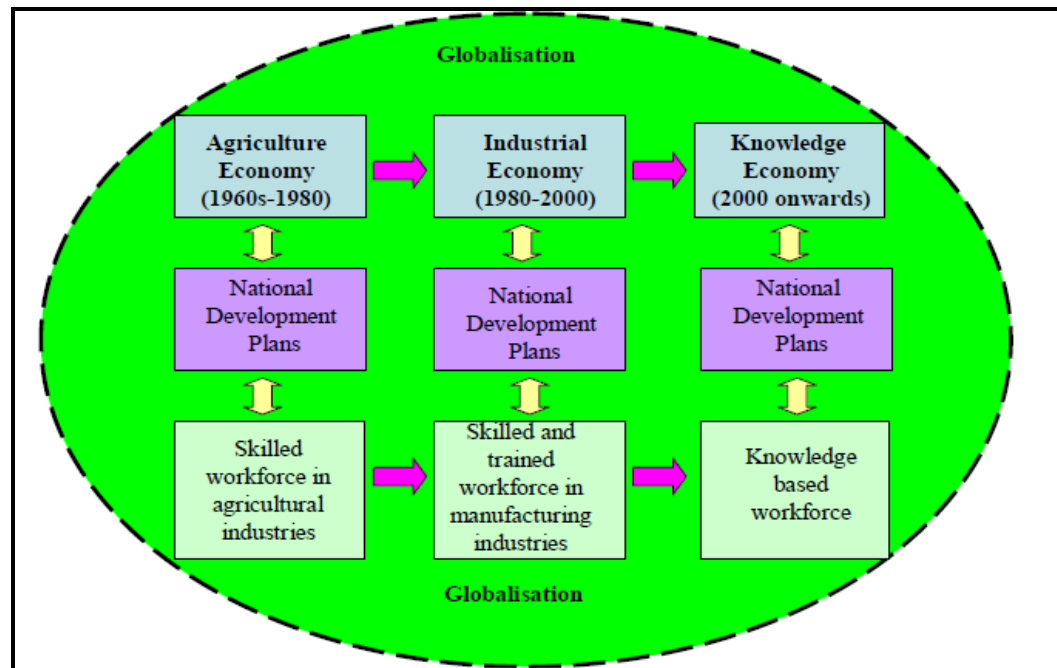 Globalisation
Agriculture
Economy
(1960s-1980)
Industrial
Economy
(1980-2000)
Knowledge
Economy
(2000 onwards)
National
Development
Plans
National
Development
Plans
National
Development
Plans
Skilled
workforce in
agricultural
industries
Skilled and
trained
workforce in
manufacturing
industries
Knowledge
based
workforce
Globalisation